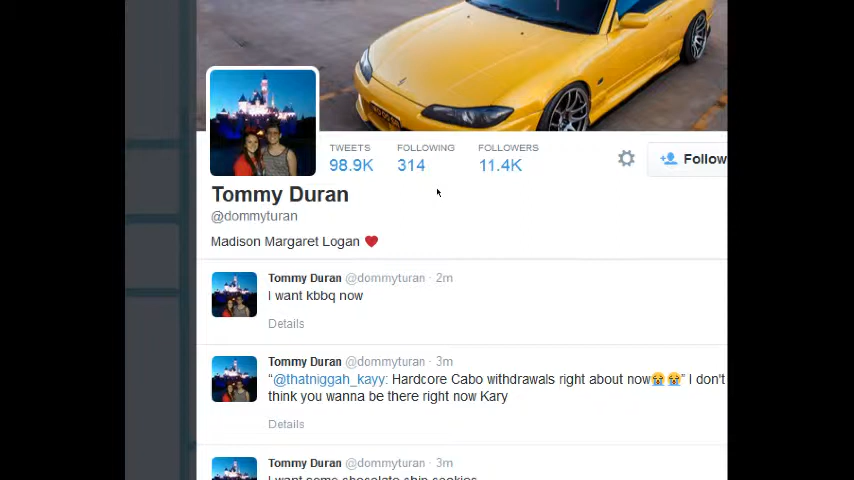 TWEETS FOLLOWING FOLLOWERS
98.9K 314 11.4K
Follow
Tommy Duran
@dommyturan
Madison Margaret Logan ❤
Tommy Duran @dommyturan · 2m
I want kbbq now
Details
Tommy Duran @dommyturan · 3m
"@thatniggah_kayy: Hardcore Cabo withdrawals right about now😭😭" I don't
think you wanna be there right now Kary
Details
Tommy Duran @dommyturan · 3m
I want some